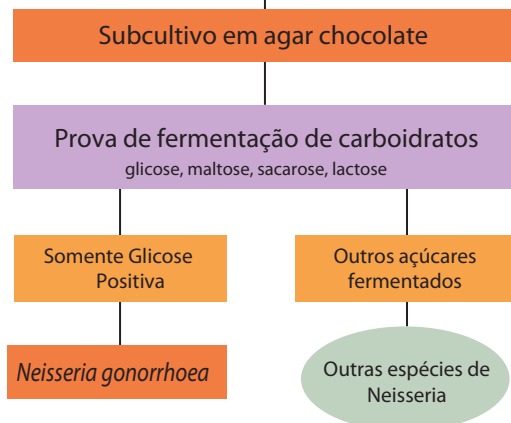 Subcultivo em agar chocolate
Prova de fermentação de carboidratos
glicose, maltose, sacarose, lactose
Somente Glicose
Positiva
Outros açúcares
fermentados
Neisseria gonorrhoea
Outras espécies de
Neisseria